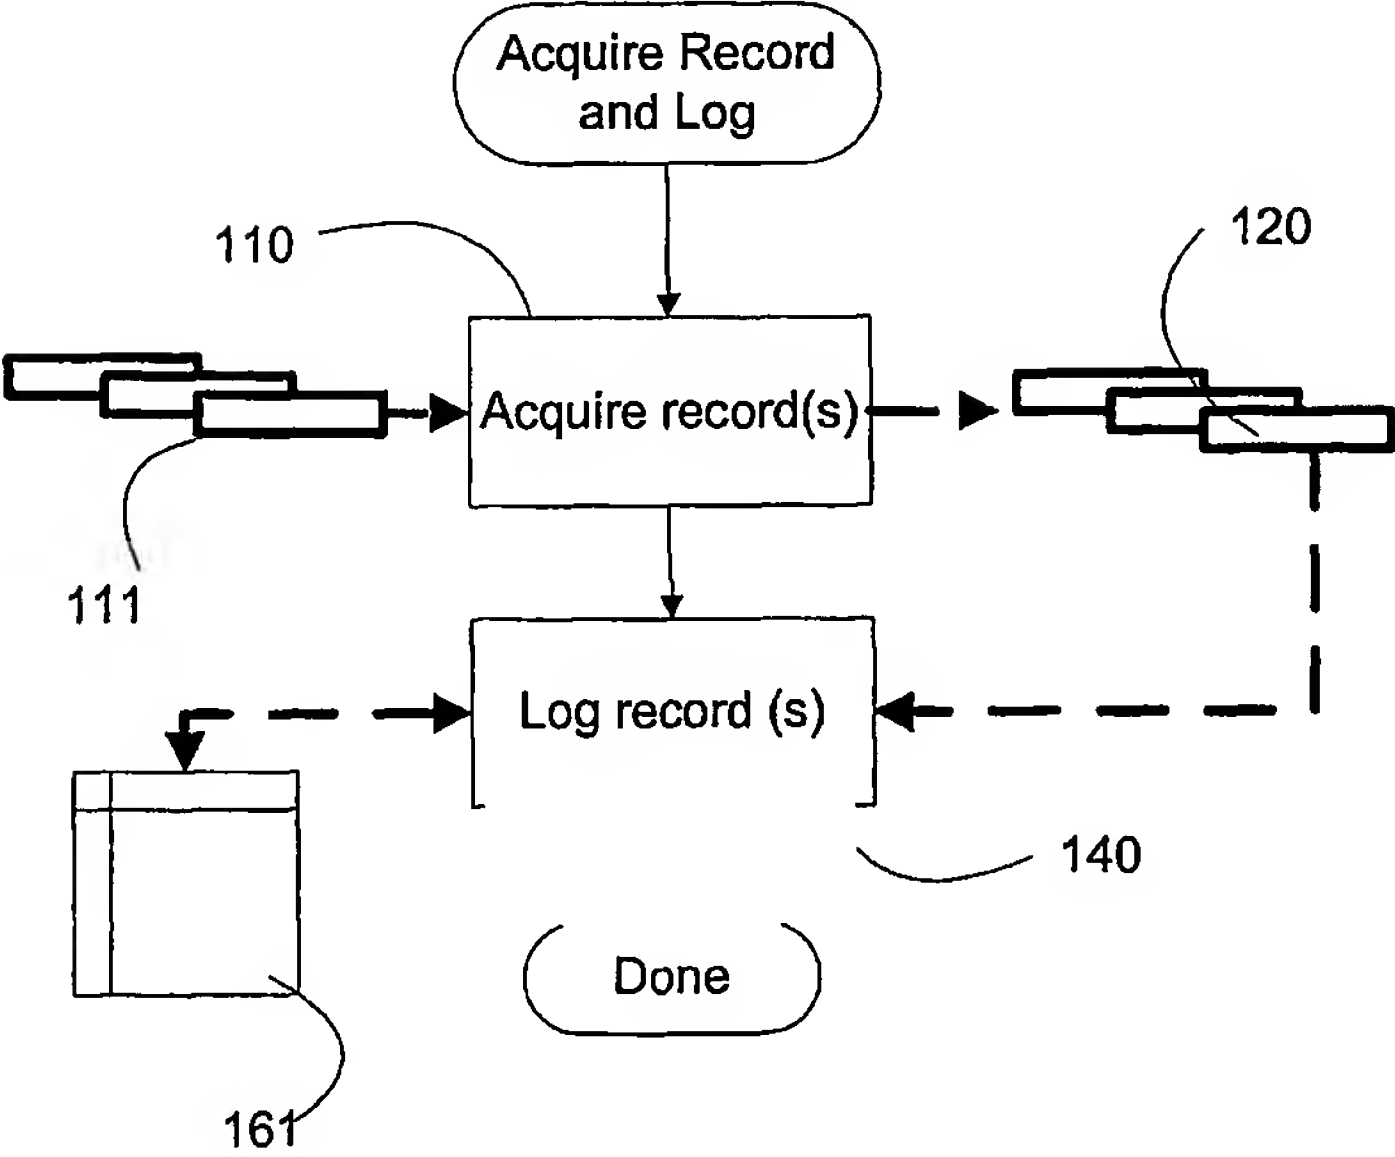 Acquire Record
and Log
110
120
Acquire record(s)
111
Log record (s)
140
Done
161